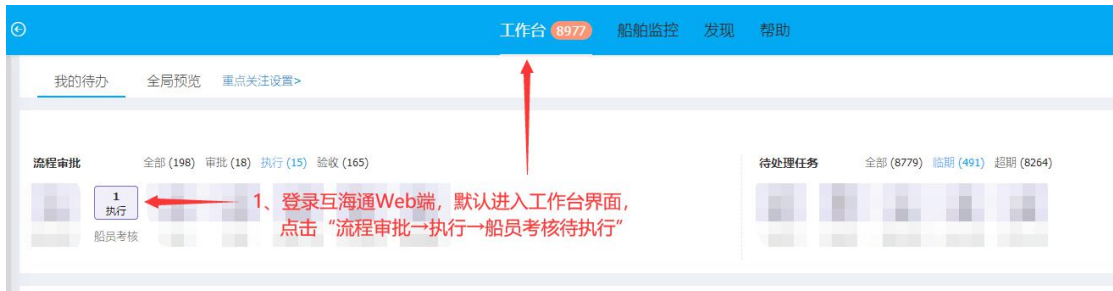 工作台 8977 船舶监控 发现 帮助
我的待办 全局预览 重点关注设置>
流程审批 全部 (198) 审批 (18) 执行 (15) 验收 (165) 待处理任务 全部 (8779) 临期 (491) 超期 (8264)
1
执行
船员考核
1、登录互海通Web端，默认进入工作台界面，
点击“流程审批→执行→船员考核待执行”